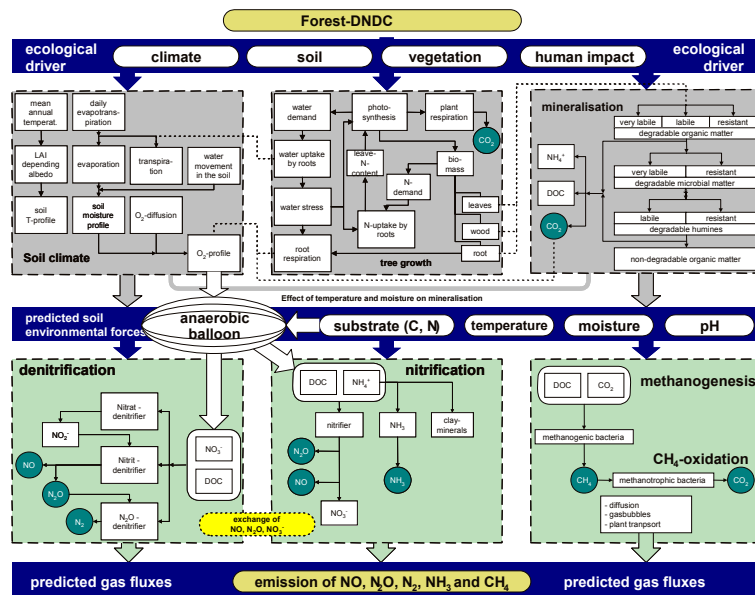 Forest-DNDC
ecological
driver
climate
soil
vegetation
human impact
ecological
driver
mean
annual
temperat.
daily
evapotrans-
piration
LAI
depending
albedo
evaporation
transpira-
tion
water
movement
in the soil
soil
T-profile
soil
moisture
profile
O₂-diffusion
Soil climate
O₂-profile
water
demand
photo-
synthesis
plant
respiration
CO₂
water uptake
by roots
leave-
N-
content
bio-
mass
N-
demand
leaves
water stress
N-uptake by
roots
wood
root
respiration
root
tree growth
mineralisation
very labile
labile
resistant
degradable organic matter
NH₄⁺
very labile
resistant
degradable microbial matter
DOC
labile
resistant
degradable humines
CO₂
non-degradable organic matter
Effect of temperature and moisture on mineralisation
predicted soil
environmental forces
anaerobic
balloon
substrate (C, N)
temperature
moisture
pH
denitrification
Nitrat -
denitrifier
NO₂⁻
Nitrit -
denitrifier
NO
N₂O
N₂O -
denitrifier
N₂
NO₃⁻
DOC
nitrification
DOC
NH₄⁺
nitrifier
NH₃
clay-
minerals
N₂O
NO
NH₃
NO₃⁻
exchange of
NO, N₂O, NO₃⁻
methanogenesis
DOC
CO₂
methanogenic bacteria
CH₄-oxidation
CH₄
methanotrophic bacteria
CO₂
- diffusion
- gasbubbles
- plant tranpsort
predicted gas fluxes
emission of NO, N₂O, N₂, NH₃ and CH₄
predicted gas fluxes